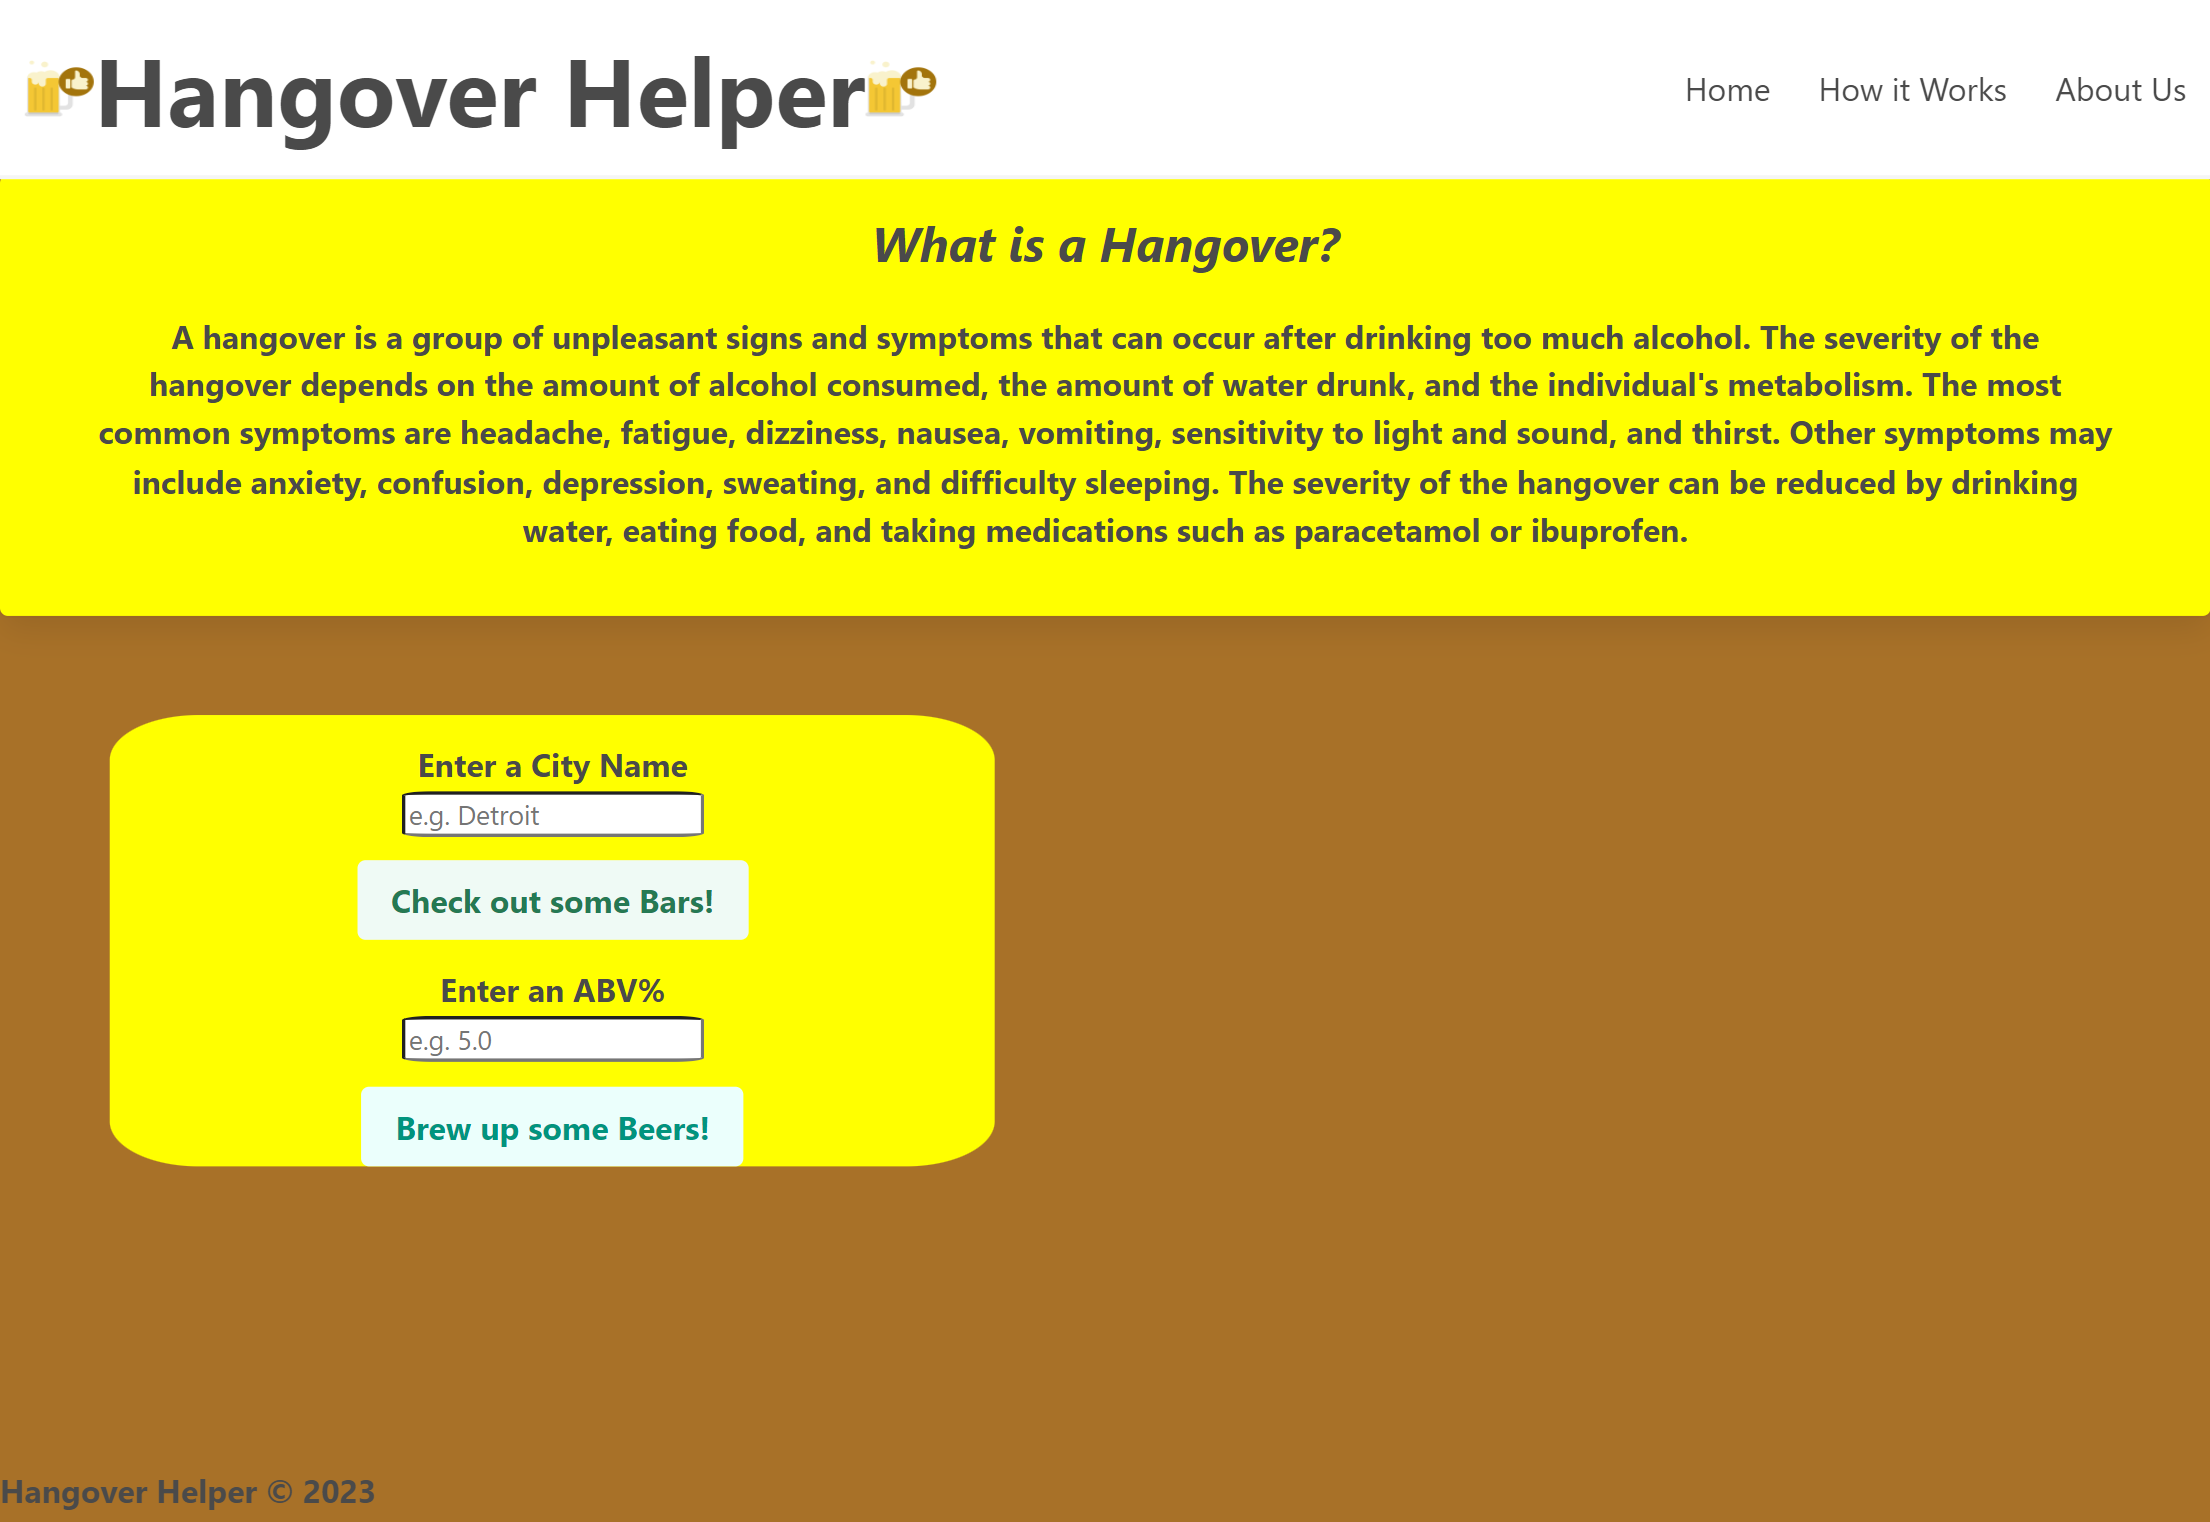 Hangover Helper
Home How it Works About Us
What is a Hangover?
A hangover is a group of unpleasant signs and symptoms that can occur after drinking too much alcohol. The severity of the
hangover depends on the amount of alcohol consumed, the amount of water drunk, and the individual's metabolism. The most
common symptoms are headache, fatigue, dizziness, nausea, vomiting, sensitivity to light and sound, and thirst. Other symptoms may
include anxiety, confusion, depression, sweating, and difficulty sleeping. The severity of the hangover can be reduced by drinking
water, eating food, and taking medications such as paracetamol or ibuprofen.
Enter a City Name
e.g. Detroit
Check out some Bars!
Enter an ABV%
e.g. 5.0
Brew up some Beers!
Hangover Helper © 2023